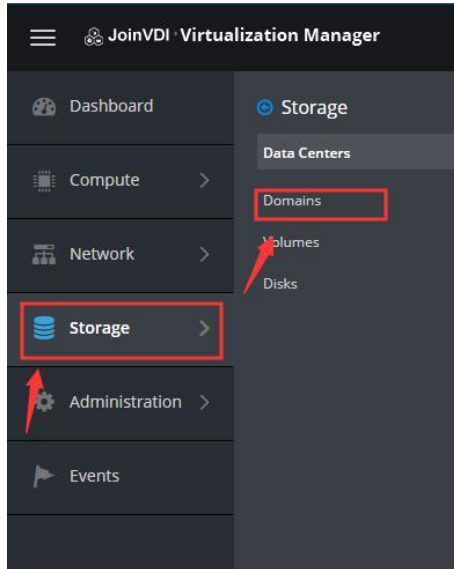 JoinVDI Virtualization Manager
Dashboard
Compute
Network
Storage
Administration
Events
Storage
Data Centers
Domains
Volumes
Disks